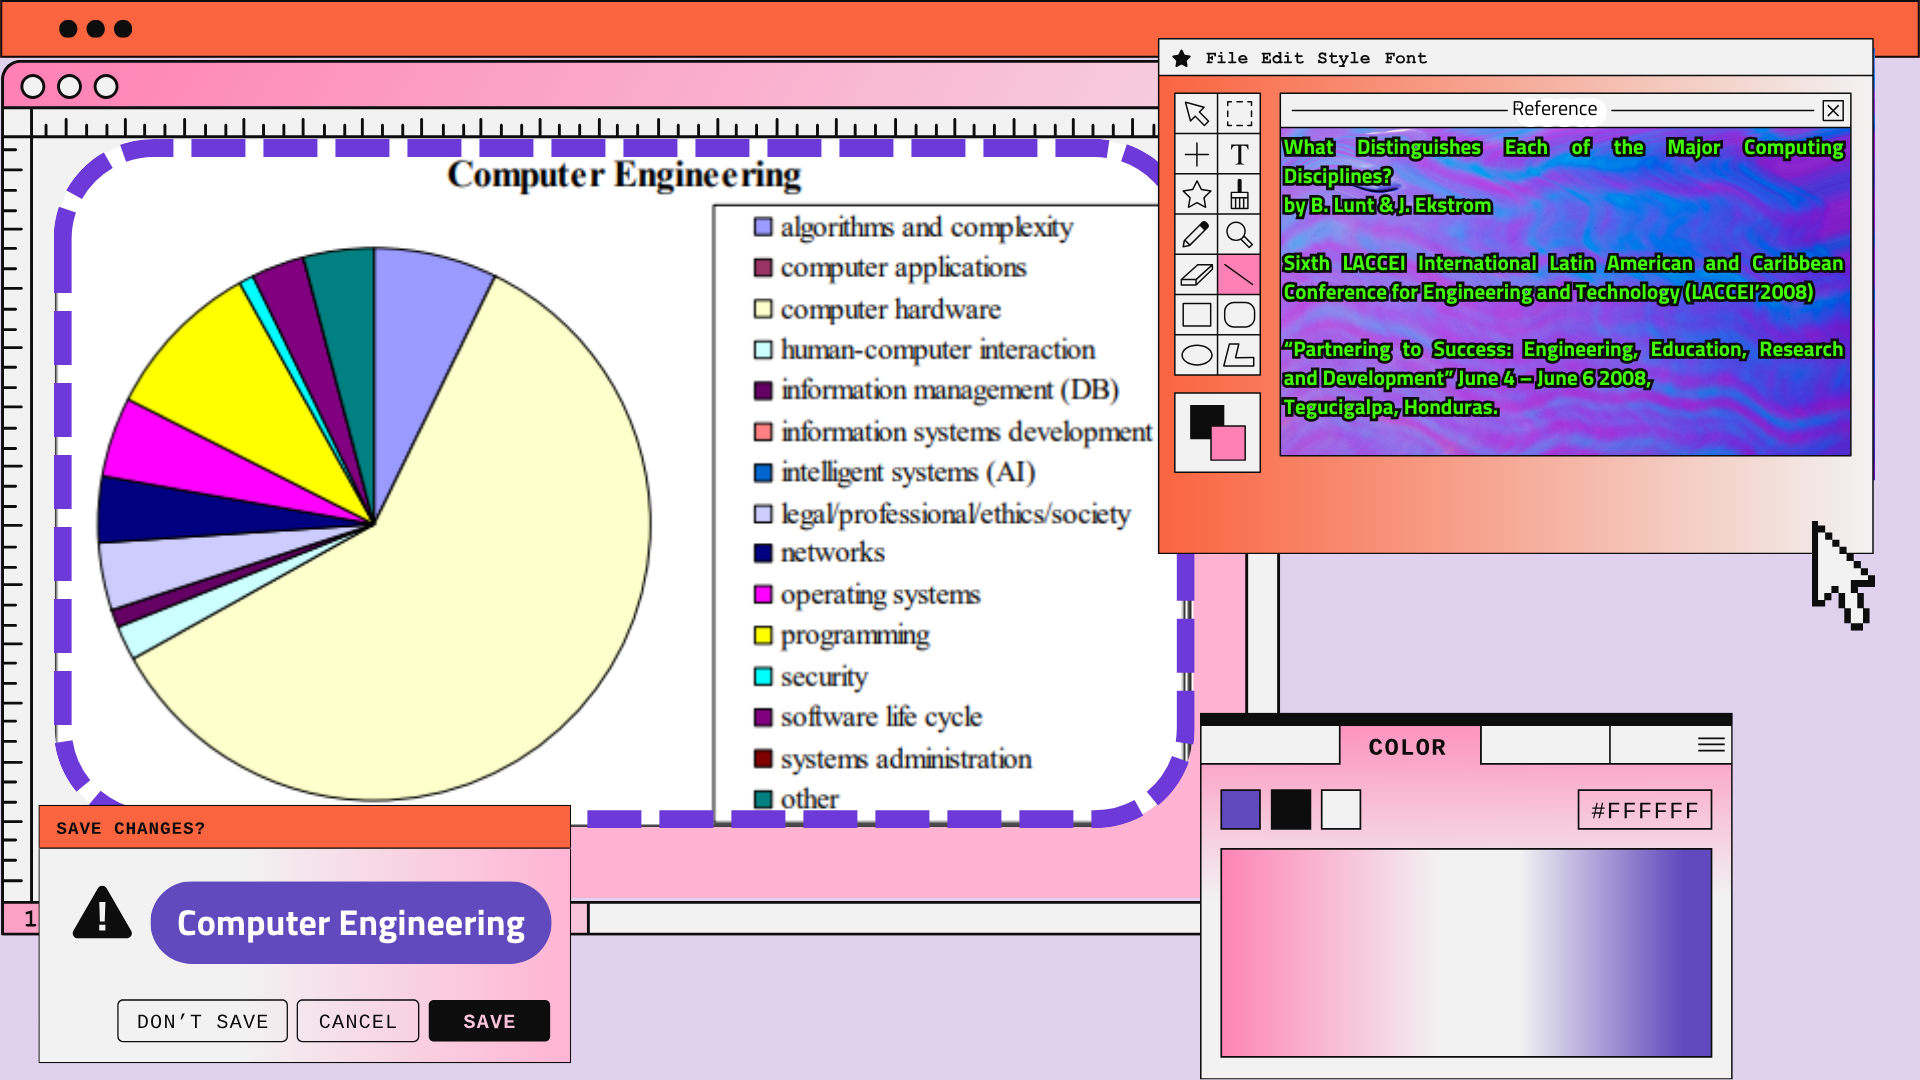 File Edit Style Font
Reference
What Distinguishes Each of the Major Computing
Disciplines?
by B. Lunt & J. Ekstrom
Sixth LACCEI International Latin American and Caribbean
Conference for Engineering and Technology (LACCEI’2008)
“Partnering to Success: Engineering, Education, Research
and Development” June 4 – June 6 2008,
Tegucigalpa, Honduras.
T
Computer Engineering
algorithms and complexity
computer applications
computer hardware
human-computer interaction
information management (DB)
information systems development
intelligent systems (AI)
legal/professional/ethics/society
networks
operating systems
programming
security
software life cycle
systems administration
other
COLOR
#FFFFFF
SAVE CHANGES?
!
Computer Engineering
DON’T SAVE
CANCEL
SAVE
1